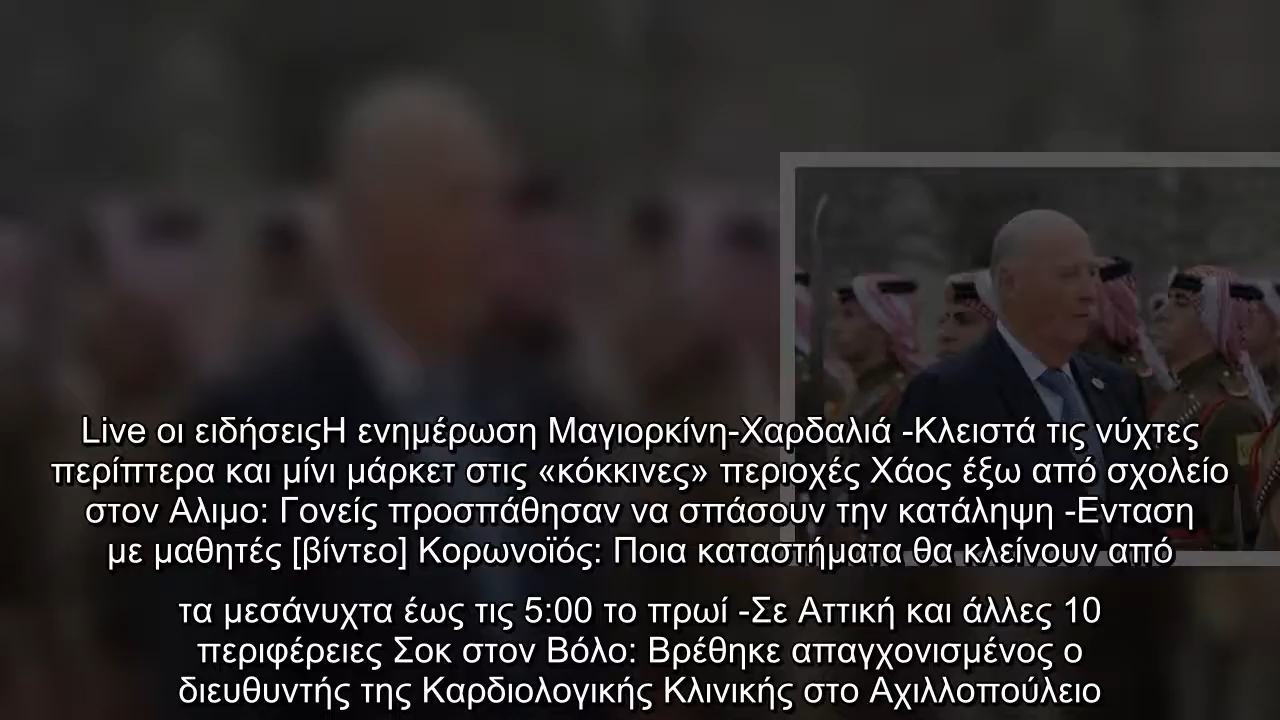 Live οι ειδήσειςΗ ενημέρωση Μαγιορκίνη-Χαρδαλιά -Κλειστά τις νύχτες
περίπτερα και μίνι μάρκετ στις «κόκκινες» περιοχές Χάος έξω από σχολείο
στον Αλιμο: Γονείς προσπάθησαν να σπάσουν την κατάληψη -Ενταση
με μαθητές [βίντεο] Κορωνοϊός: Ποια καταστήματα θα κλείνουν από
τα μεσάνυχτα έως τις 5:00 το πρωί -Σε Αττική και άλλες 10
περιφέρειες Σοκ στον Βόλο: Βρέθηκε απαγχονισμένος ο
διευθυντής της Καρδιολογικής Κλινικής στο Αχιλλοπούλειο